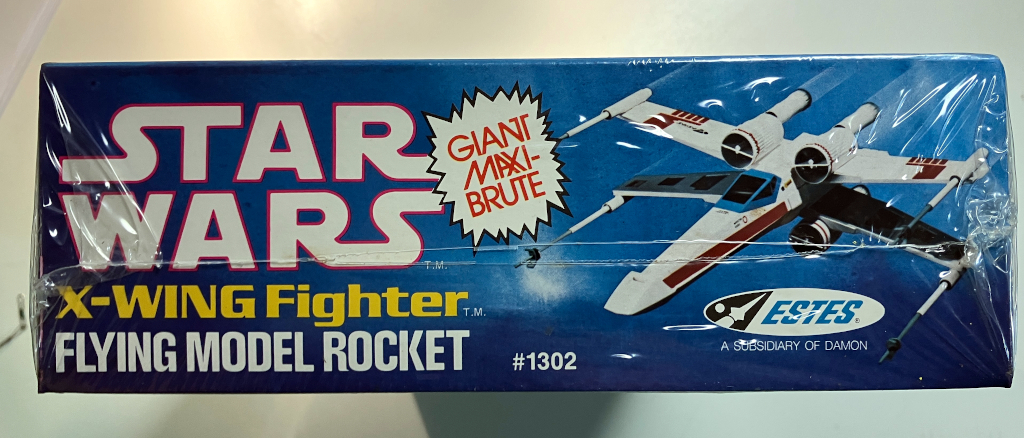 STAR
WARS
T.M.
X-WING Fighter T.M.
FLYING MODEL ROCKET
#1302
GIANT
MAXI-
BRUTE
ESTES®
A SUBSIDIARY OF DAMON